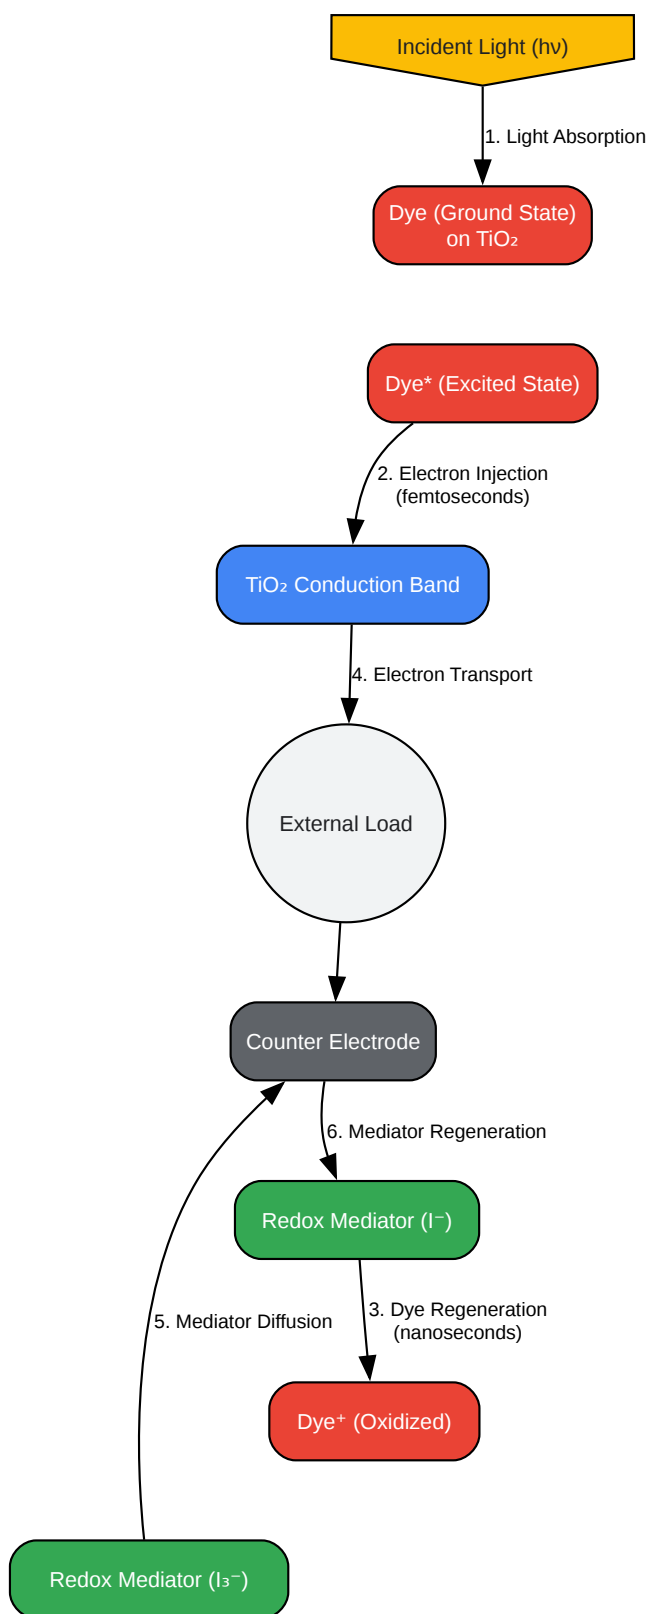 Incident Light (hν)
1. Light Absorption
Dye (Ground State)
on TiO₂
Dye* (Excited State)
2. Electron Injection
(femtoseconds)
TiO₂ Conduction Band
4. Electron Transport
External Load
Counter Electrode
6. Mediator Regeneration
Redox Mediator (I⁻)
5. Mediator Diffusion
3. Dye Regeneration
(nanoseconds)
Dye⁺ (Oxidized)
Redox Mediator (I₃⁻)